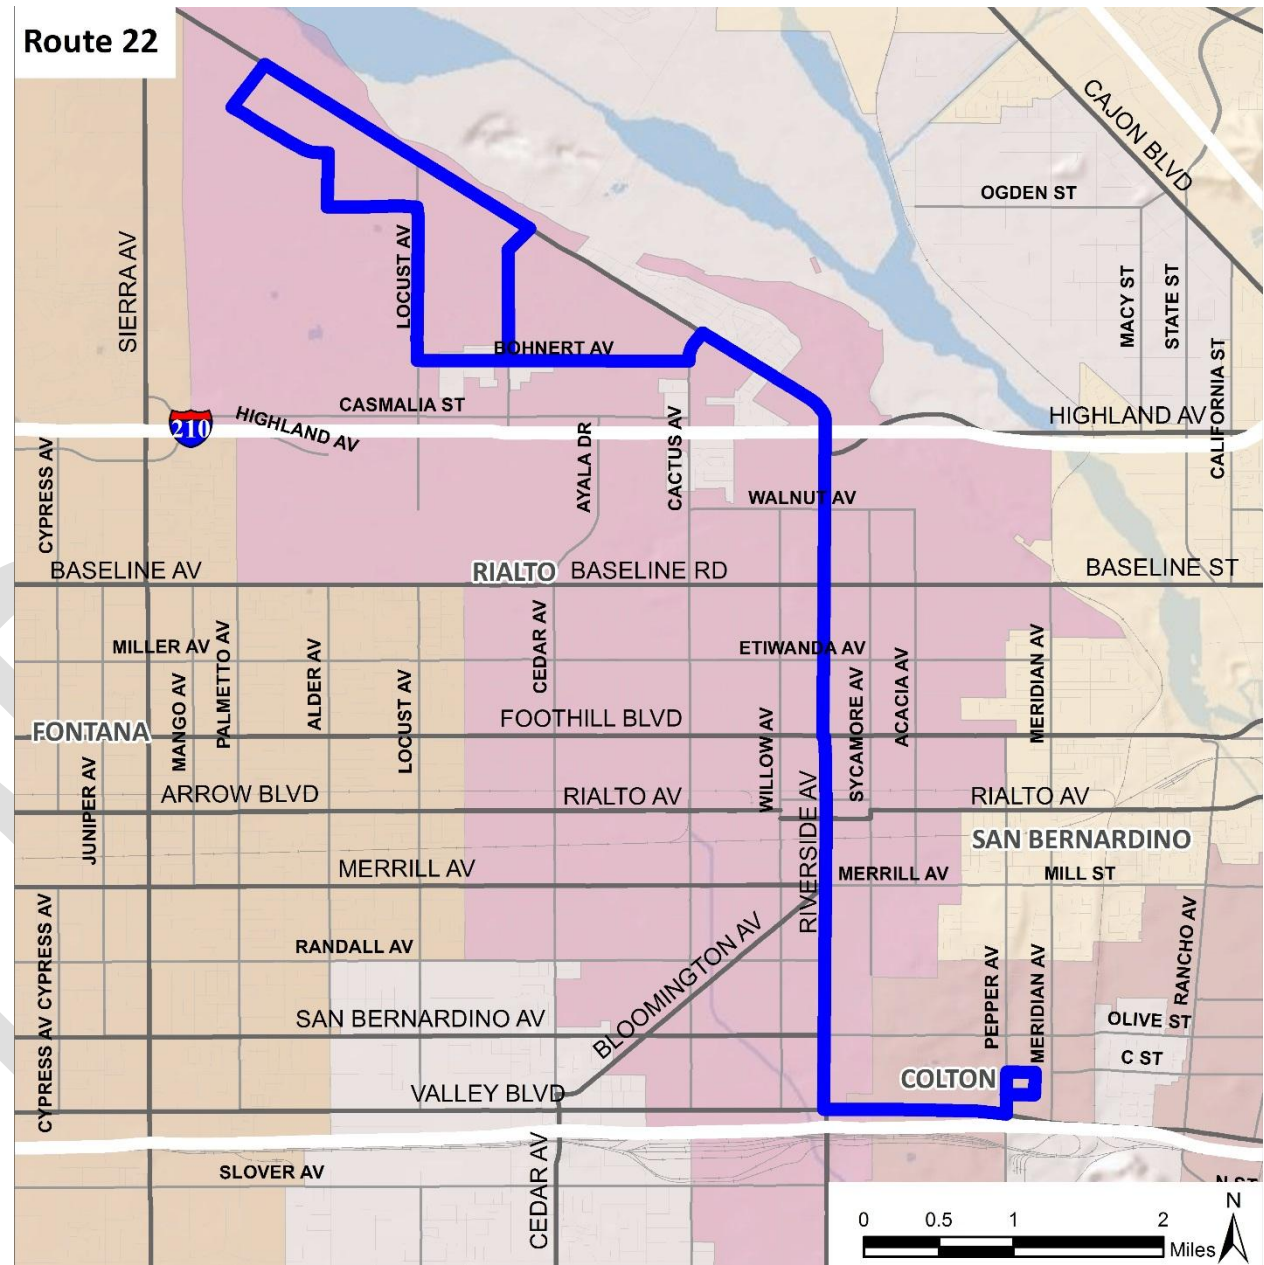 Route 22
CAJON BLVD
OGDEN ST
SIERRA AV
LOCUST AV
MACY ST
STATE ST
BOHNERT AV
CALIFORNIA ST
CASMALIA ST
HIGHLAND AV
210
HIGHLAND AV
CYPRESS AV
AYALA DR
CACTUS AV
WALNUT AV
BASELINE AV
RIALTO
BASELINE RD
BASELINE ST
MILLER AV
PALMETTO AV
CEDAR AV
ETIWANDA AV
MERIDIAN AV
MANGO AV
ALDER AV
LOCUST AV
SYCAMORE AV
ACACIA AV
FONTANA
FOOTHILL BLVD
WILLOW AV
JUNIPER AV
ARROW BLVD
RIALTO AV
RIALTO AV
RIVERSIDE AV
SAN BERNARDINO
MERRILL AV
MERRILL AV
MILL ST
CYPRESS AV
RANDALL AV
BLOOMINGTON AV
PEPPER AV
MERIDIAN AV
RANCHO AV
CYPRESS AV
SAN BERNARDINO AV
OLIVE ST
C ST
COLTON
VALLEY BLVD
SLOVER AV
CEDAR AV
N ST
N
0 0.5 1 2
Miles